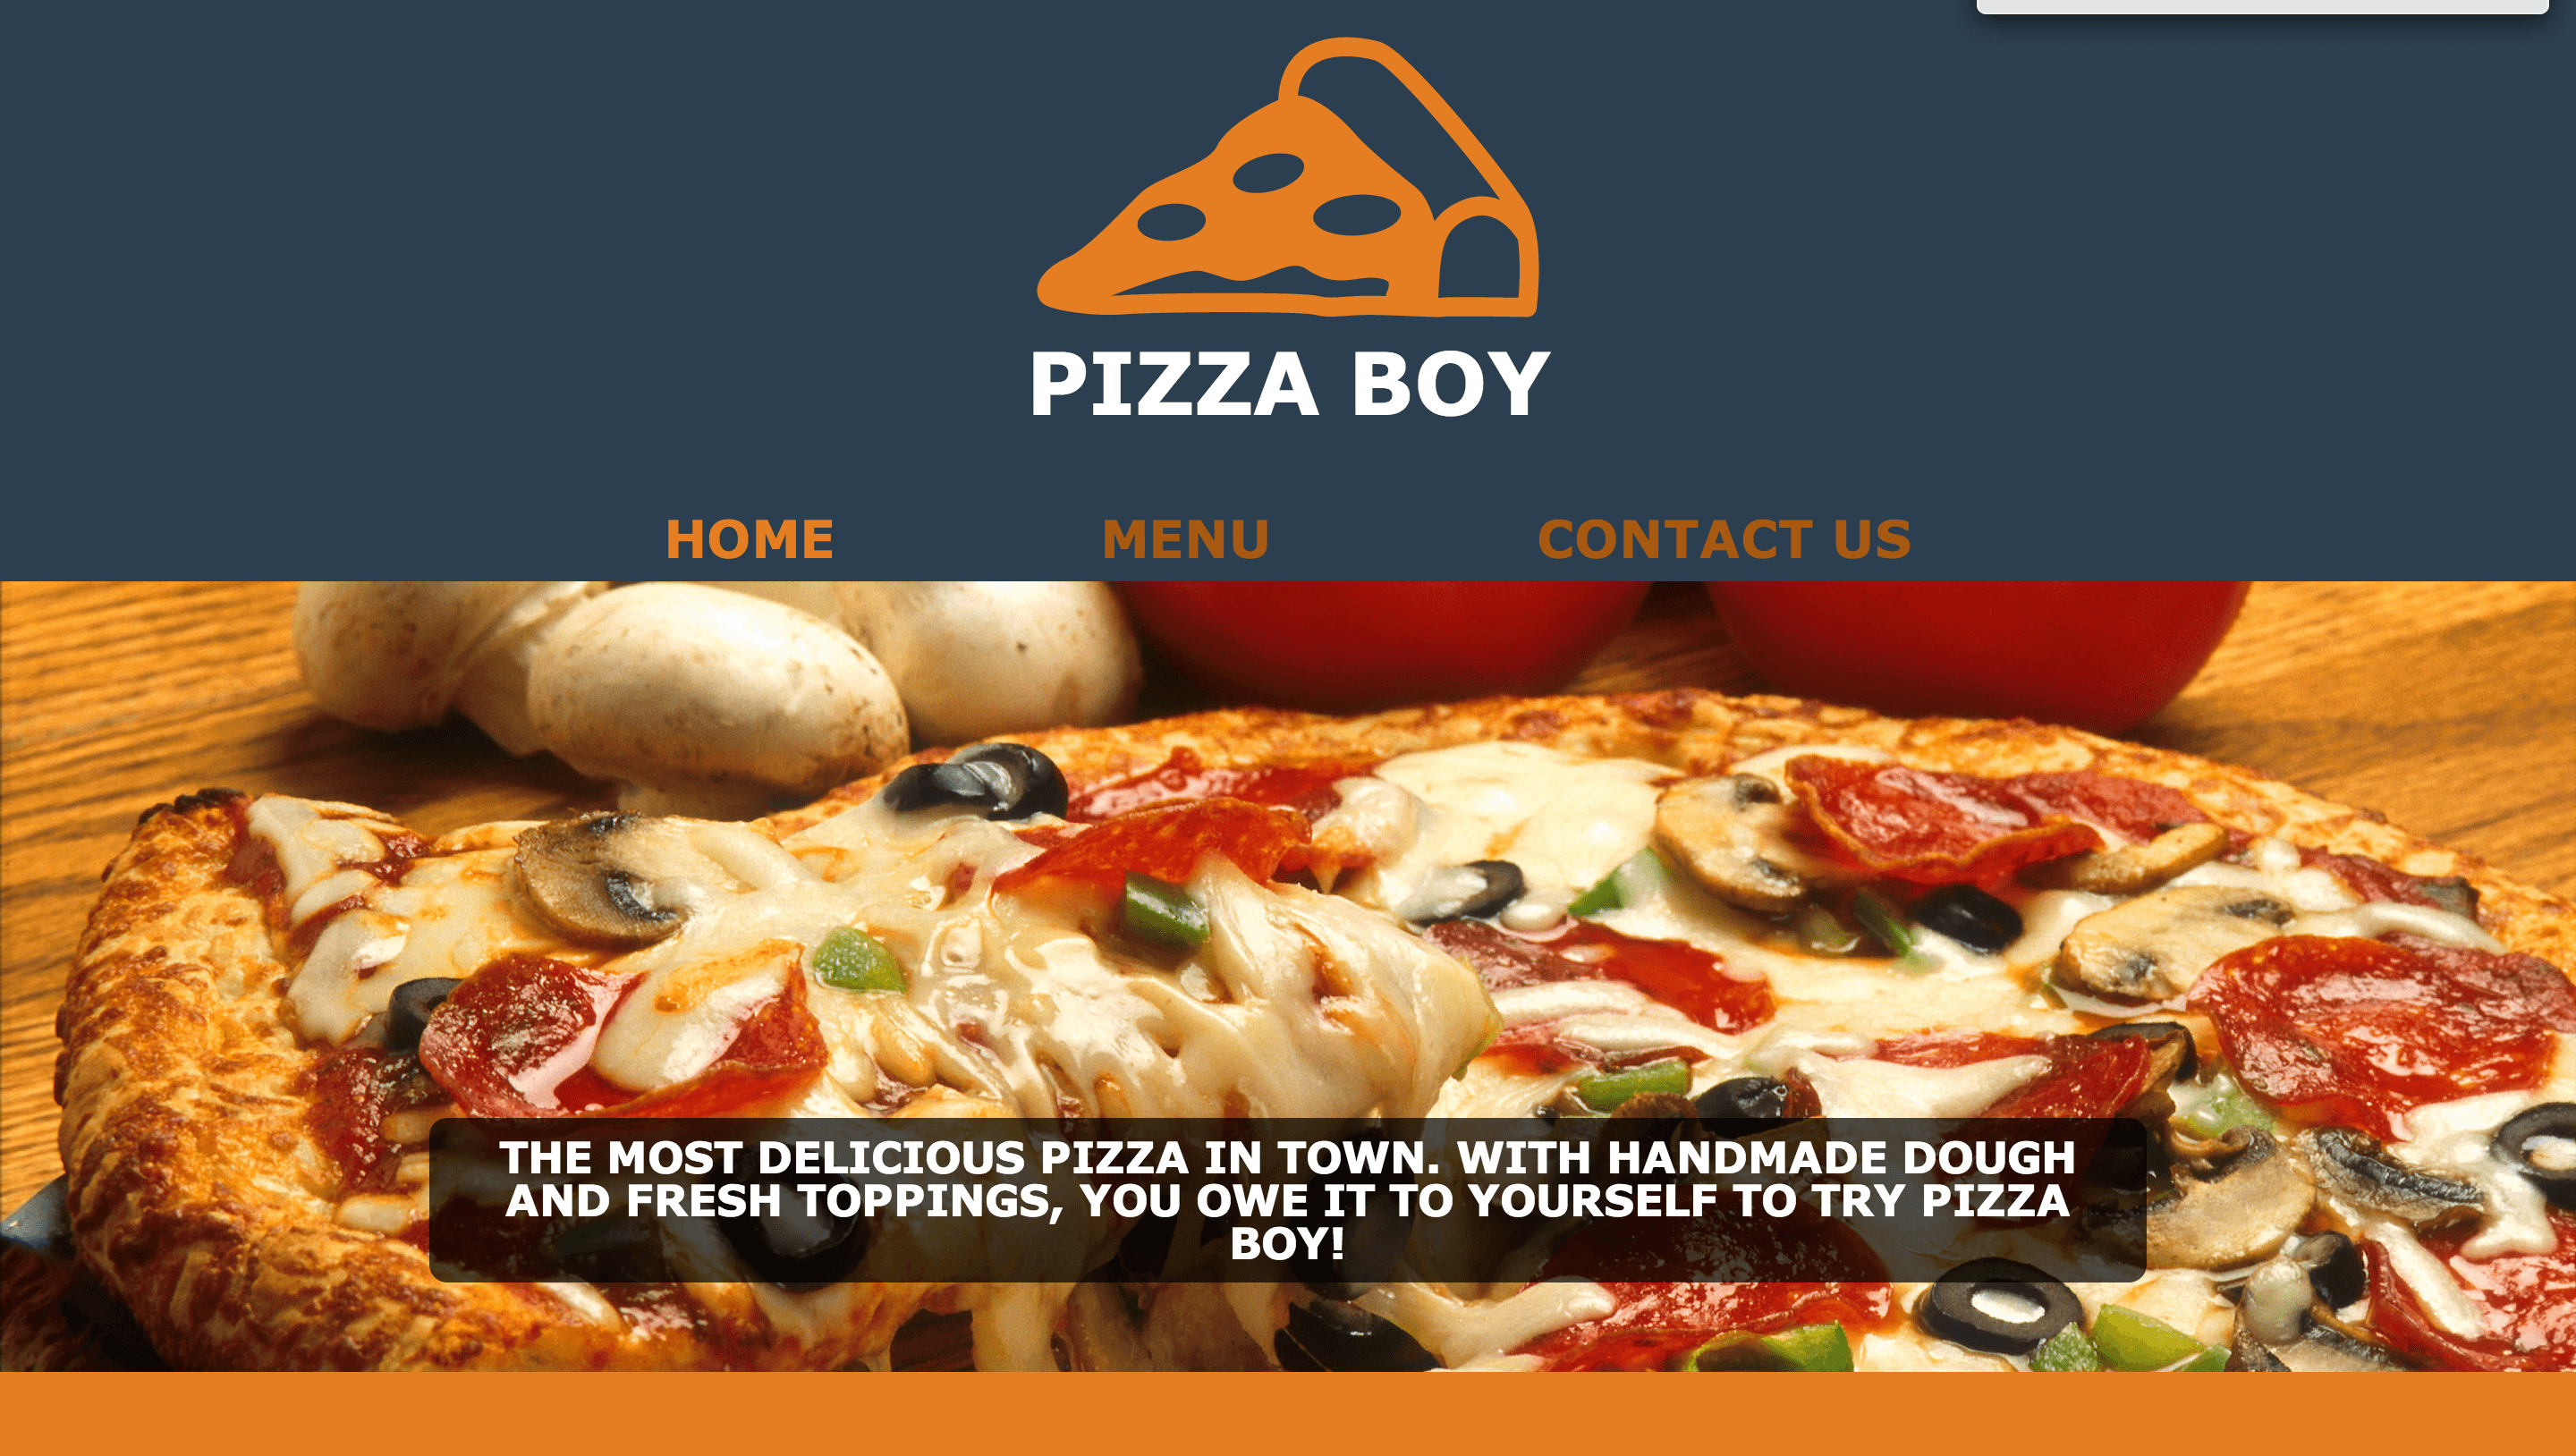 PIZZA BOY
HOME MENU CONTACT US
THE MOST DELICIOUS PIZZA IN TOWN. WITH HANDMADE DOUGH
AND FRESH TOPPINGS, YOU OWE IT TO YOURSELF TO TRY PIZZA
BOY!